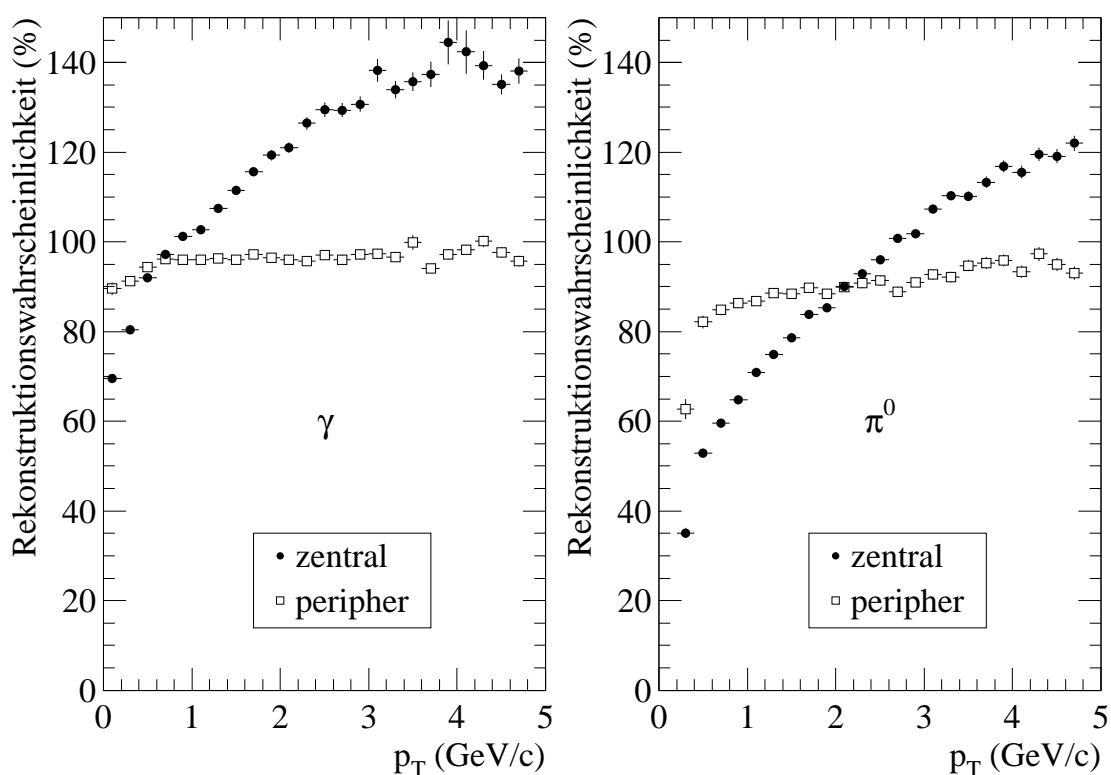 Rekonstruktionswahrscheinlichkeit (%)
140
120
100
80
60
40
20
0
0 1 2 3 4 5
p_T (GeV/c)
γ
zentral
peripher
Rekonstruktionswahrscheinlichkeit (%)
140
120
100
80
60
40
20
0
0 1 2 3 4 5
p_T (GeV/c)
π⁰
zentral
peripher